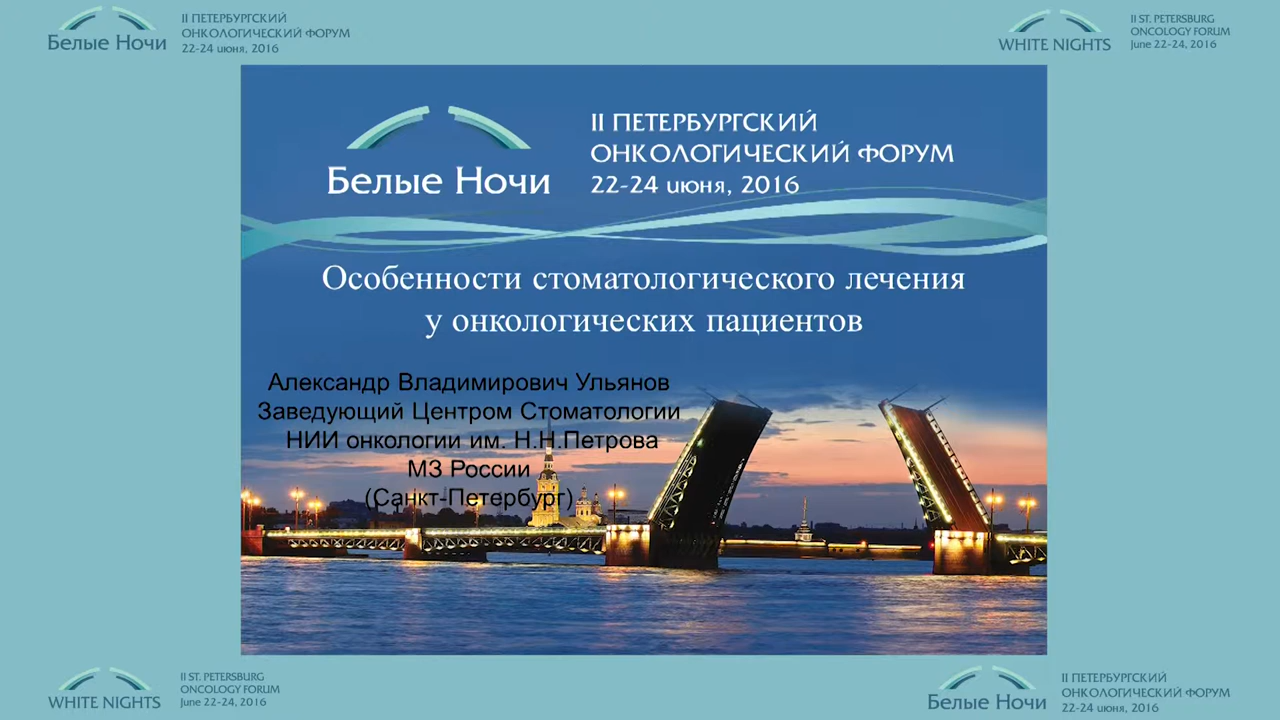 Белые Ночи
II ПЕТЕРБУРГСКИЙ
ОНКОЛОГИЧЕСКИЙ ФОРУМ
22-24 июня, 2016
WHITE NIGHTS
II ST. PETERSBURG
ONCOLOGY FORUM
June 22-24, 2016
Белые Ночи
II ПЕТЕРБУРГСКИЙ
ОНКОЛОГИЧЕСКИЙ ФОРУМ
22-24 июня, 2016
Особенности стоматологического лечения
у онкологических пациентов
Александр Владимирович Ульянов
Заведующий Центром Стоматологии
НИИ онкологии им. Н.Н.Петрова
МЗ России
(Санкт-Петербург)
WHITE NIGHTS
II ST. PETERSBURG
ONCOLOGY FORUM
June 22-24, 2016
Белые Ночи
II ПЕТЕРБУРГСКИЙ
ОНКОЛОГИЧЕСКИЙ ФОРУМ
22-24 июня, 2016